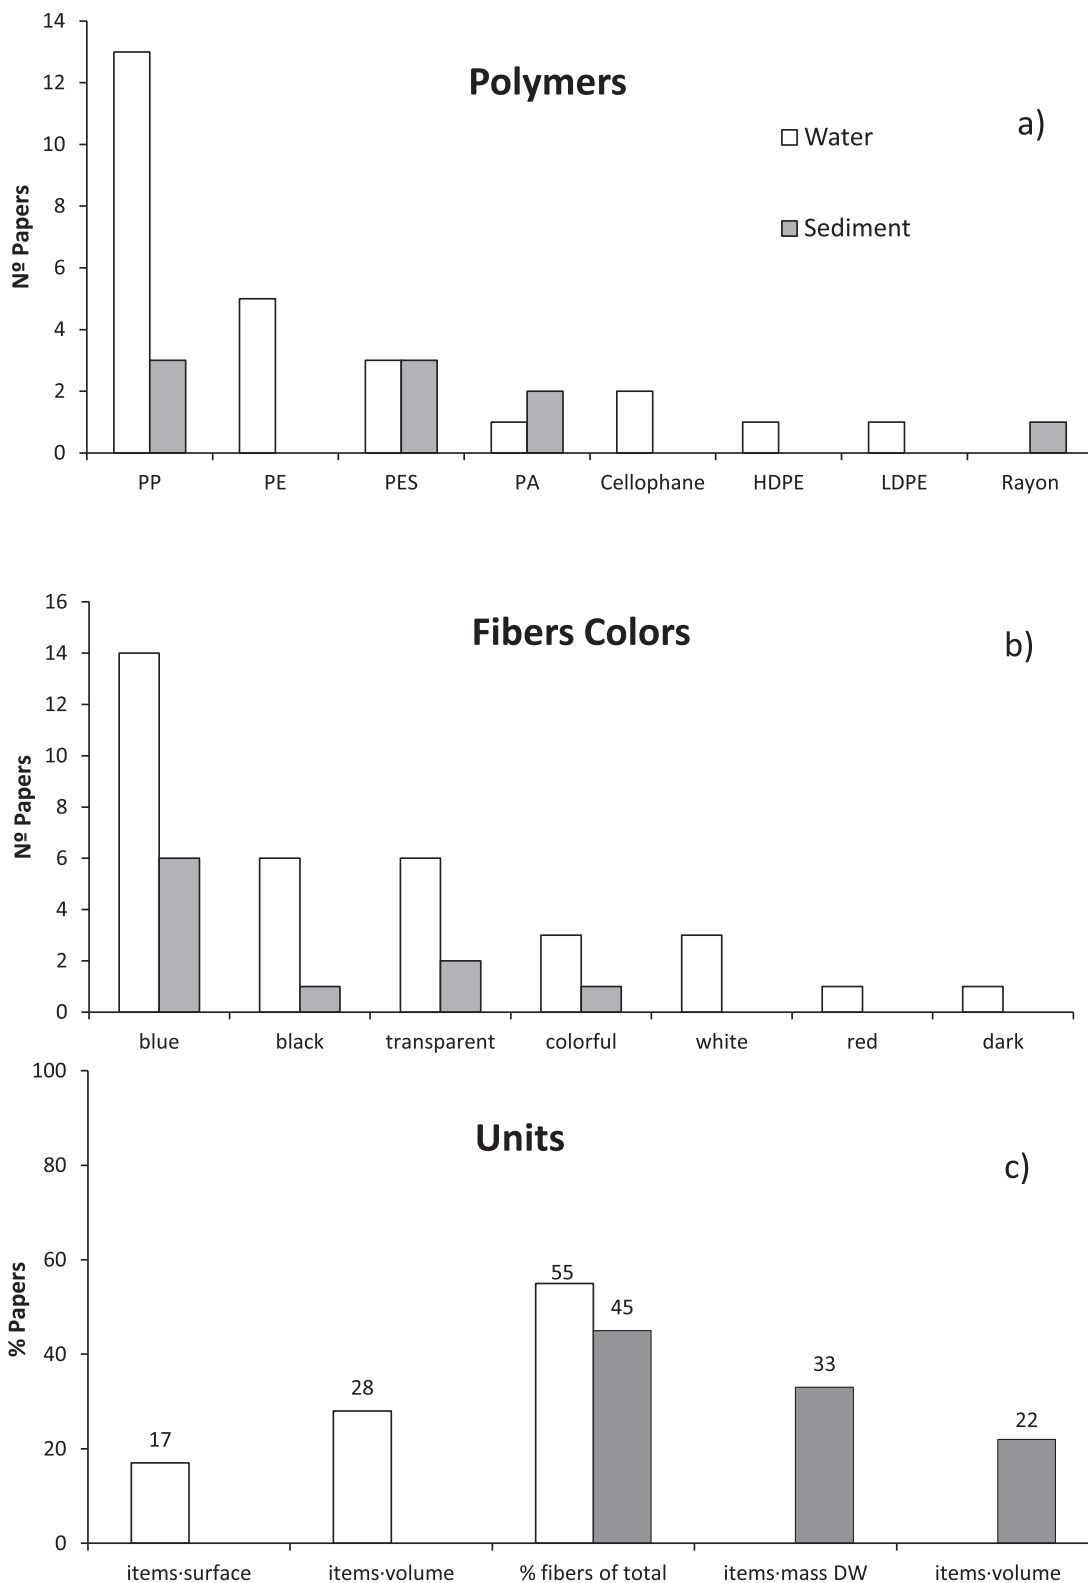 Polymers
a)
Water
Sediment
Nº Papers
14
12
10
8
6
4
2
0
PP PE PES PA Cellophane HDPE LDPE Rayon
Fibers Colors
b)
Nº Papers
16
14
12
10
8
6
4
2
0
blue black transparent colorful white red dark
Units
c)
% Papers
100
80
60
40
20
0
17 28 55 45 33 22
items·surface items·volume % fibers of total items·mass DW items·volume